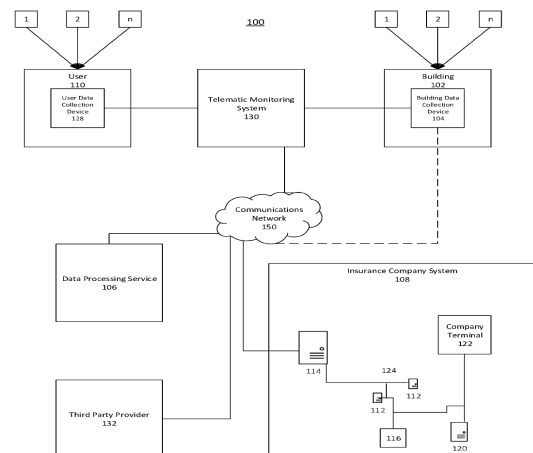 100
1
2
n
1
2
n
User
110
User Data
Collection
Device
128
Telematic Monitoring
System
130
Building
102
Building Data
Collection
Device
104
Communications
Network
150
Data Processing Service
106
Insurance Company System
108
Company
Terminal
122
114
124
112
112
116
120
Third Party Provider
132